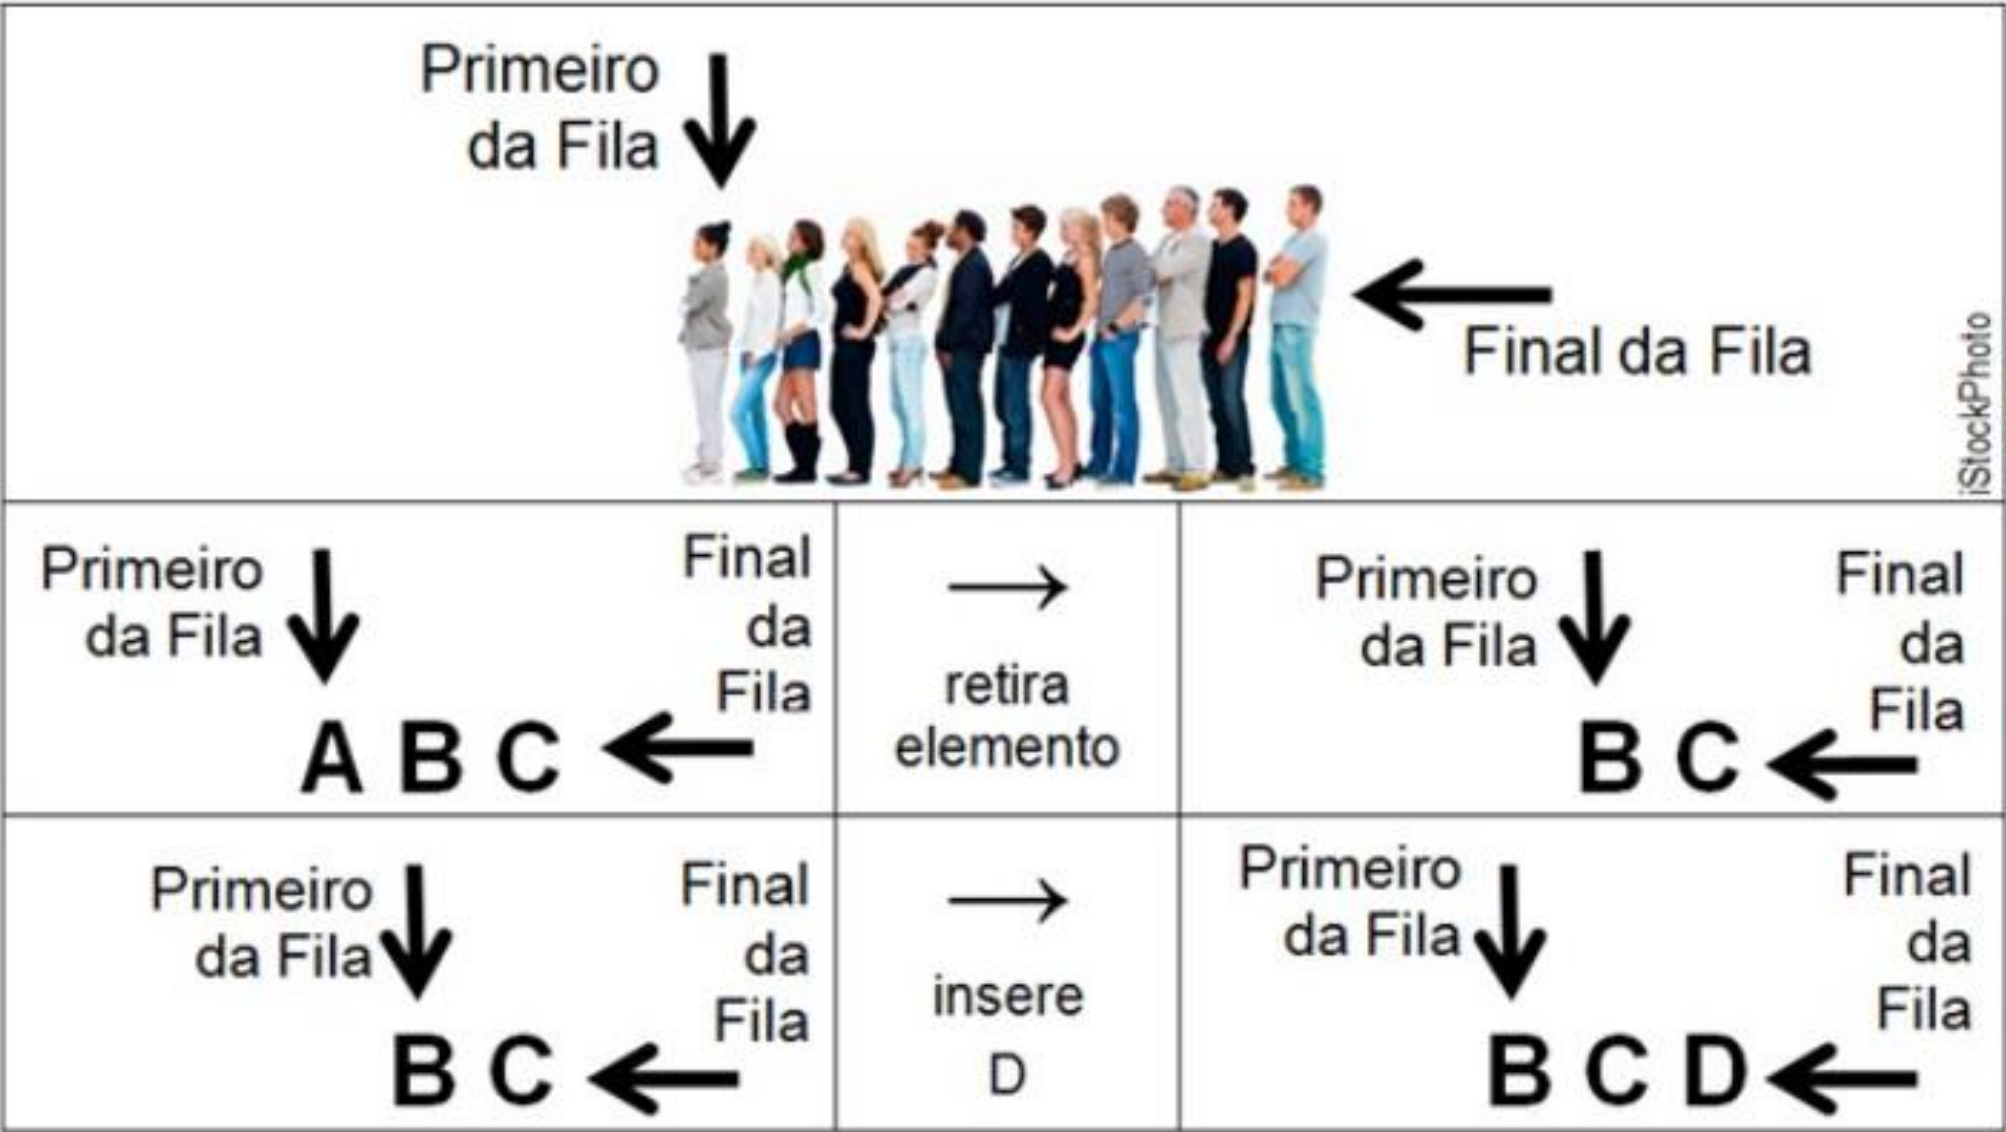 Primeiro
da Fila
Final da Fila
iStockPhoto
Primeiro
da Fila
Final
da
Fila
A B C
→
retira
elemento
Primeiro
da Fila
Final
da
Fila
B C
Primeiro
da Fila
Final
da
Fila
B C
→
insere
D
Primeiro
da Fila
Final
da
Fila
B C D